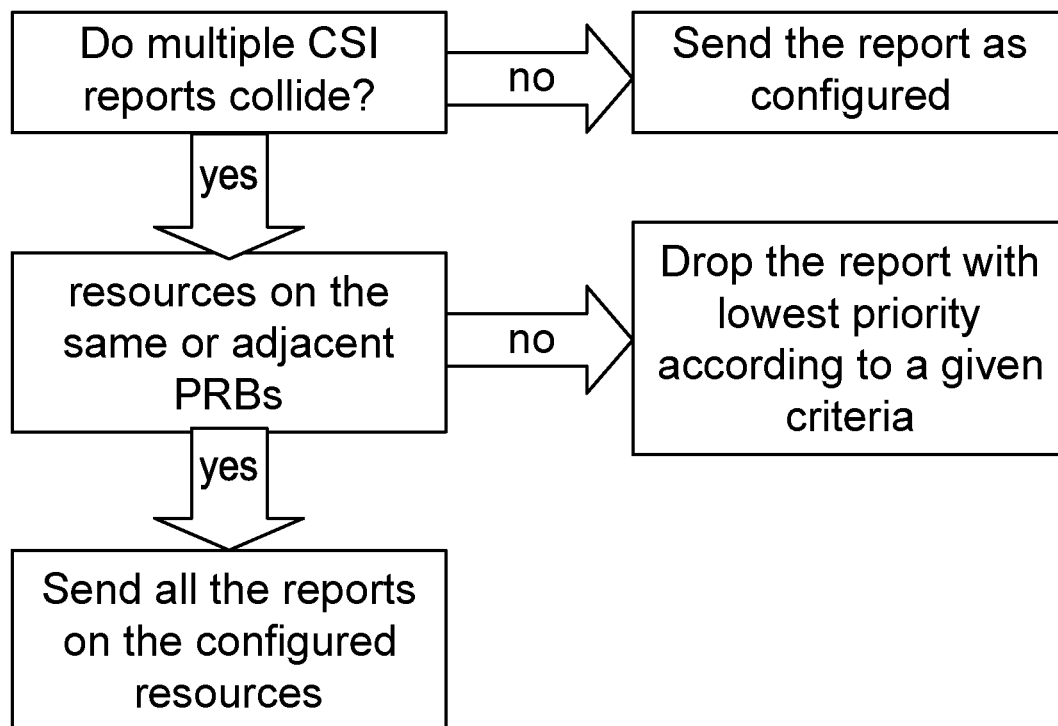 Do multiple CSI
reports collide?
no
Send the report as
configured
yes
resources on the
same or adjacent
PRBs
no
Drop the report with
lowest priority
according to a given
criteria
yes
Send all the reports
on the configured
resources